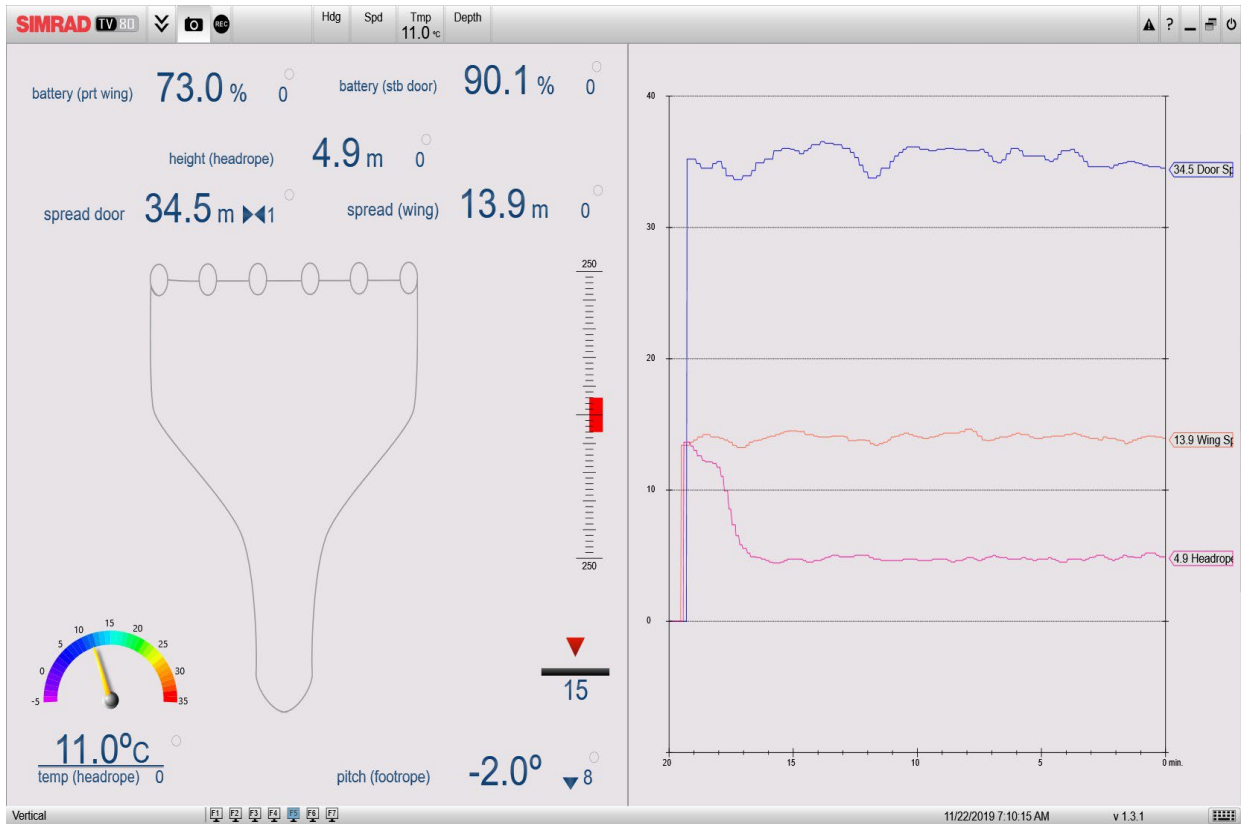 SIMRAD TV 80 REC Hdg Spd Tmp Depth ?
11.0 °C
battery (prt wing) 73.0 % 0
battery (stb door) 90.1 % 0
height (headrope) 4.9 m 0
spread door 34.5 m 1
spread (wing) 13.9 m 0
250
250
15
5 10 15 20 25
0 30
-5 35
11.0°C
temp (headrope) 0
pitch (footrope) -2.0° 8
40
30
20
10
0
34.5 Door Sp
13.9 Wing Sp
4.9 Headrope
20 15 10 5 0 min.
Vertical F1 F2 F3 F4 F5 F6 F7 11/22/2019 7:10:15 AM v 1.3.1